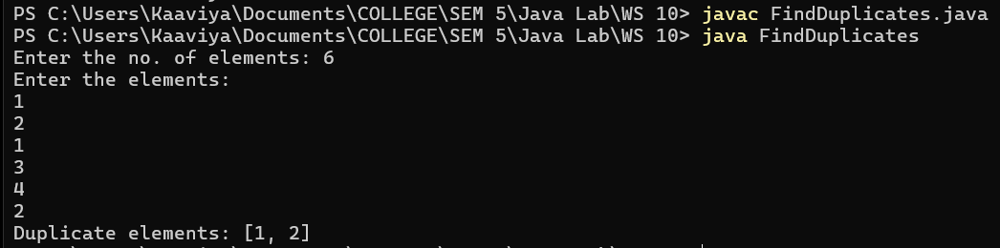 PS C:\Users\Kaaviya\Documents\COLLEGE\SEM 5\Java Lab\WS 10> javac FindDuplicates.java
PS C:\Users\Kaaviya\Documents\COLLEGE\SEM 5\Java Lab\WS 10> java FindDuplicates
Enter the no. of elements: 6
Enter the elements:
1
2
1
3
4
2
Duplicate elements: [1, 2]